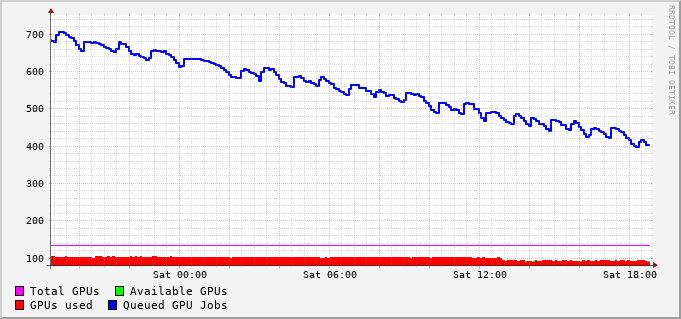 RRDTOOL / TOBI OETIKER
700
600
500
400
300
200
100
Sat 00:00 Sat 06:00 Sat 12:00 Sat 18:00
Total GPUs Available GPUs
GPUs used Queued GPU Jobs